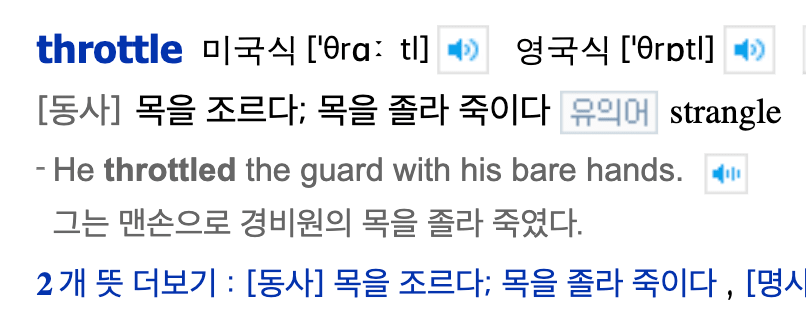 throttle 미국식 ['θrɑː tl] 영국식 ['θrɒtl]
[동사] 목을 조르다; 목을 졸라 죽이다 유의어 strangle
- He throttled the guard with his bare hands.
그는 맨손으로 경비원의 목을 졸라 죽였다.
2개 뜻 더보기 : [동사] 목을 조르다; 목을 졸라 죽이다 , [명사